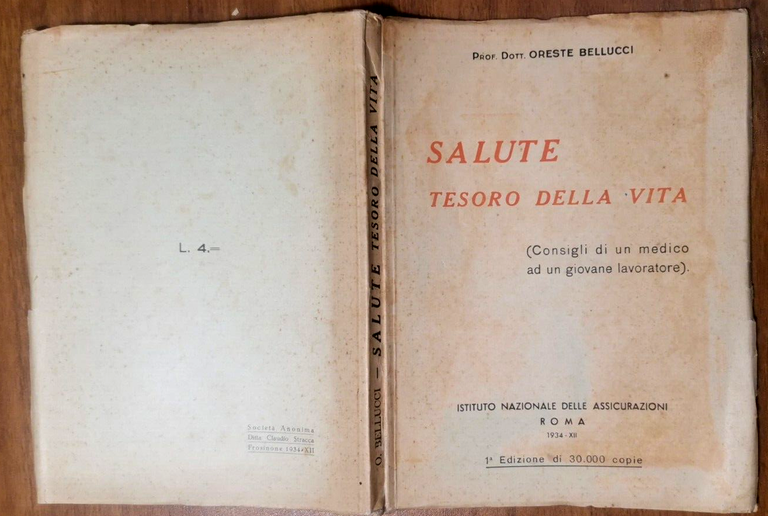 L. 4.=
Società Anonima
Ditta Claudio Stracca
Frosinone 1934-XII
O. BELLUCCI — SALUTE TESORO DELLA VITA
PROF. DOTT. ORESTE BELLUCCI
SALUTE
TESORO DELLA VITA
(Consigli di un medico
ad un giovane lavoratore).
ISTITUTO NAZIONALE DELLE ASSICURAZIONI
ROMA
1934-XII
1ª Edizione di 30.000 copie